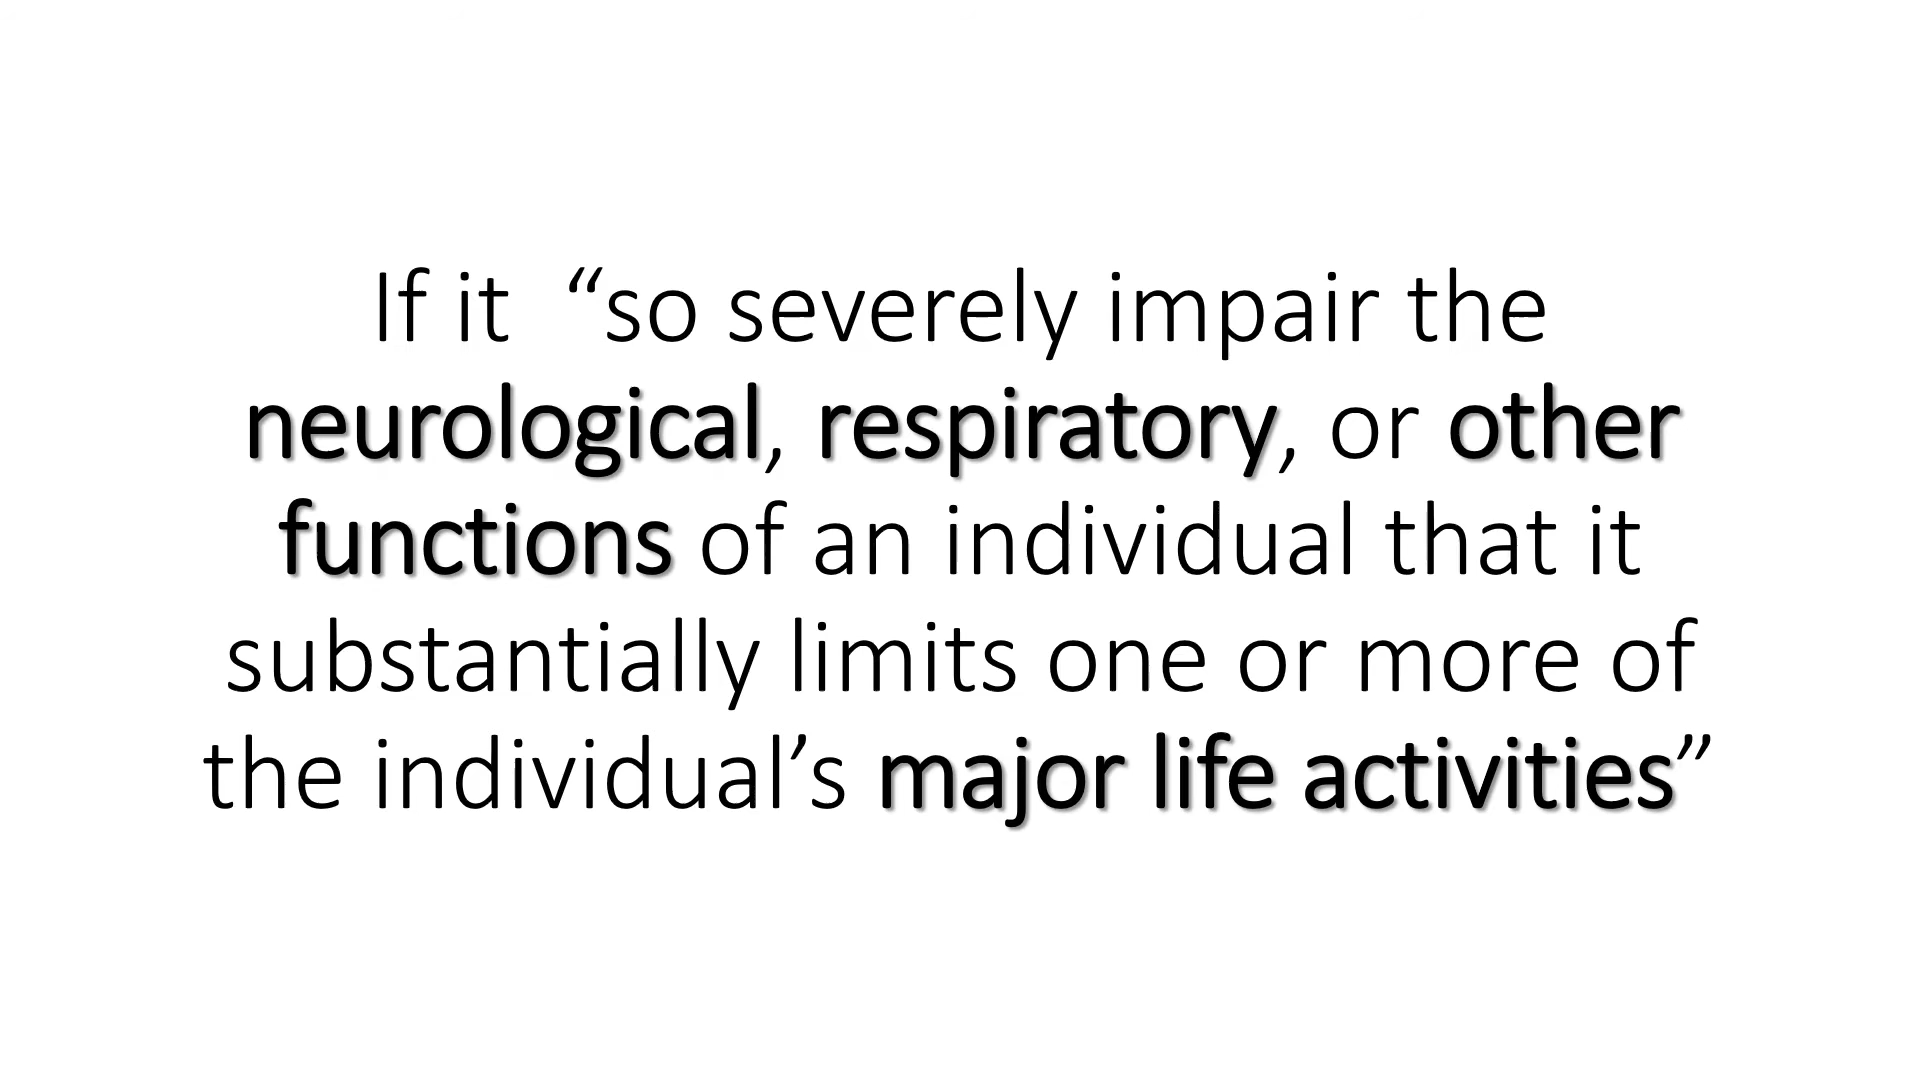 If it  “so severely impair the
neurological, respiratory, or other
functions of an individual that it
substantially limits one or more of
the individual’s major life activities”